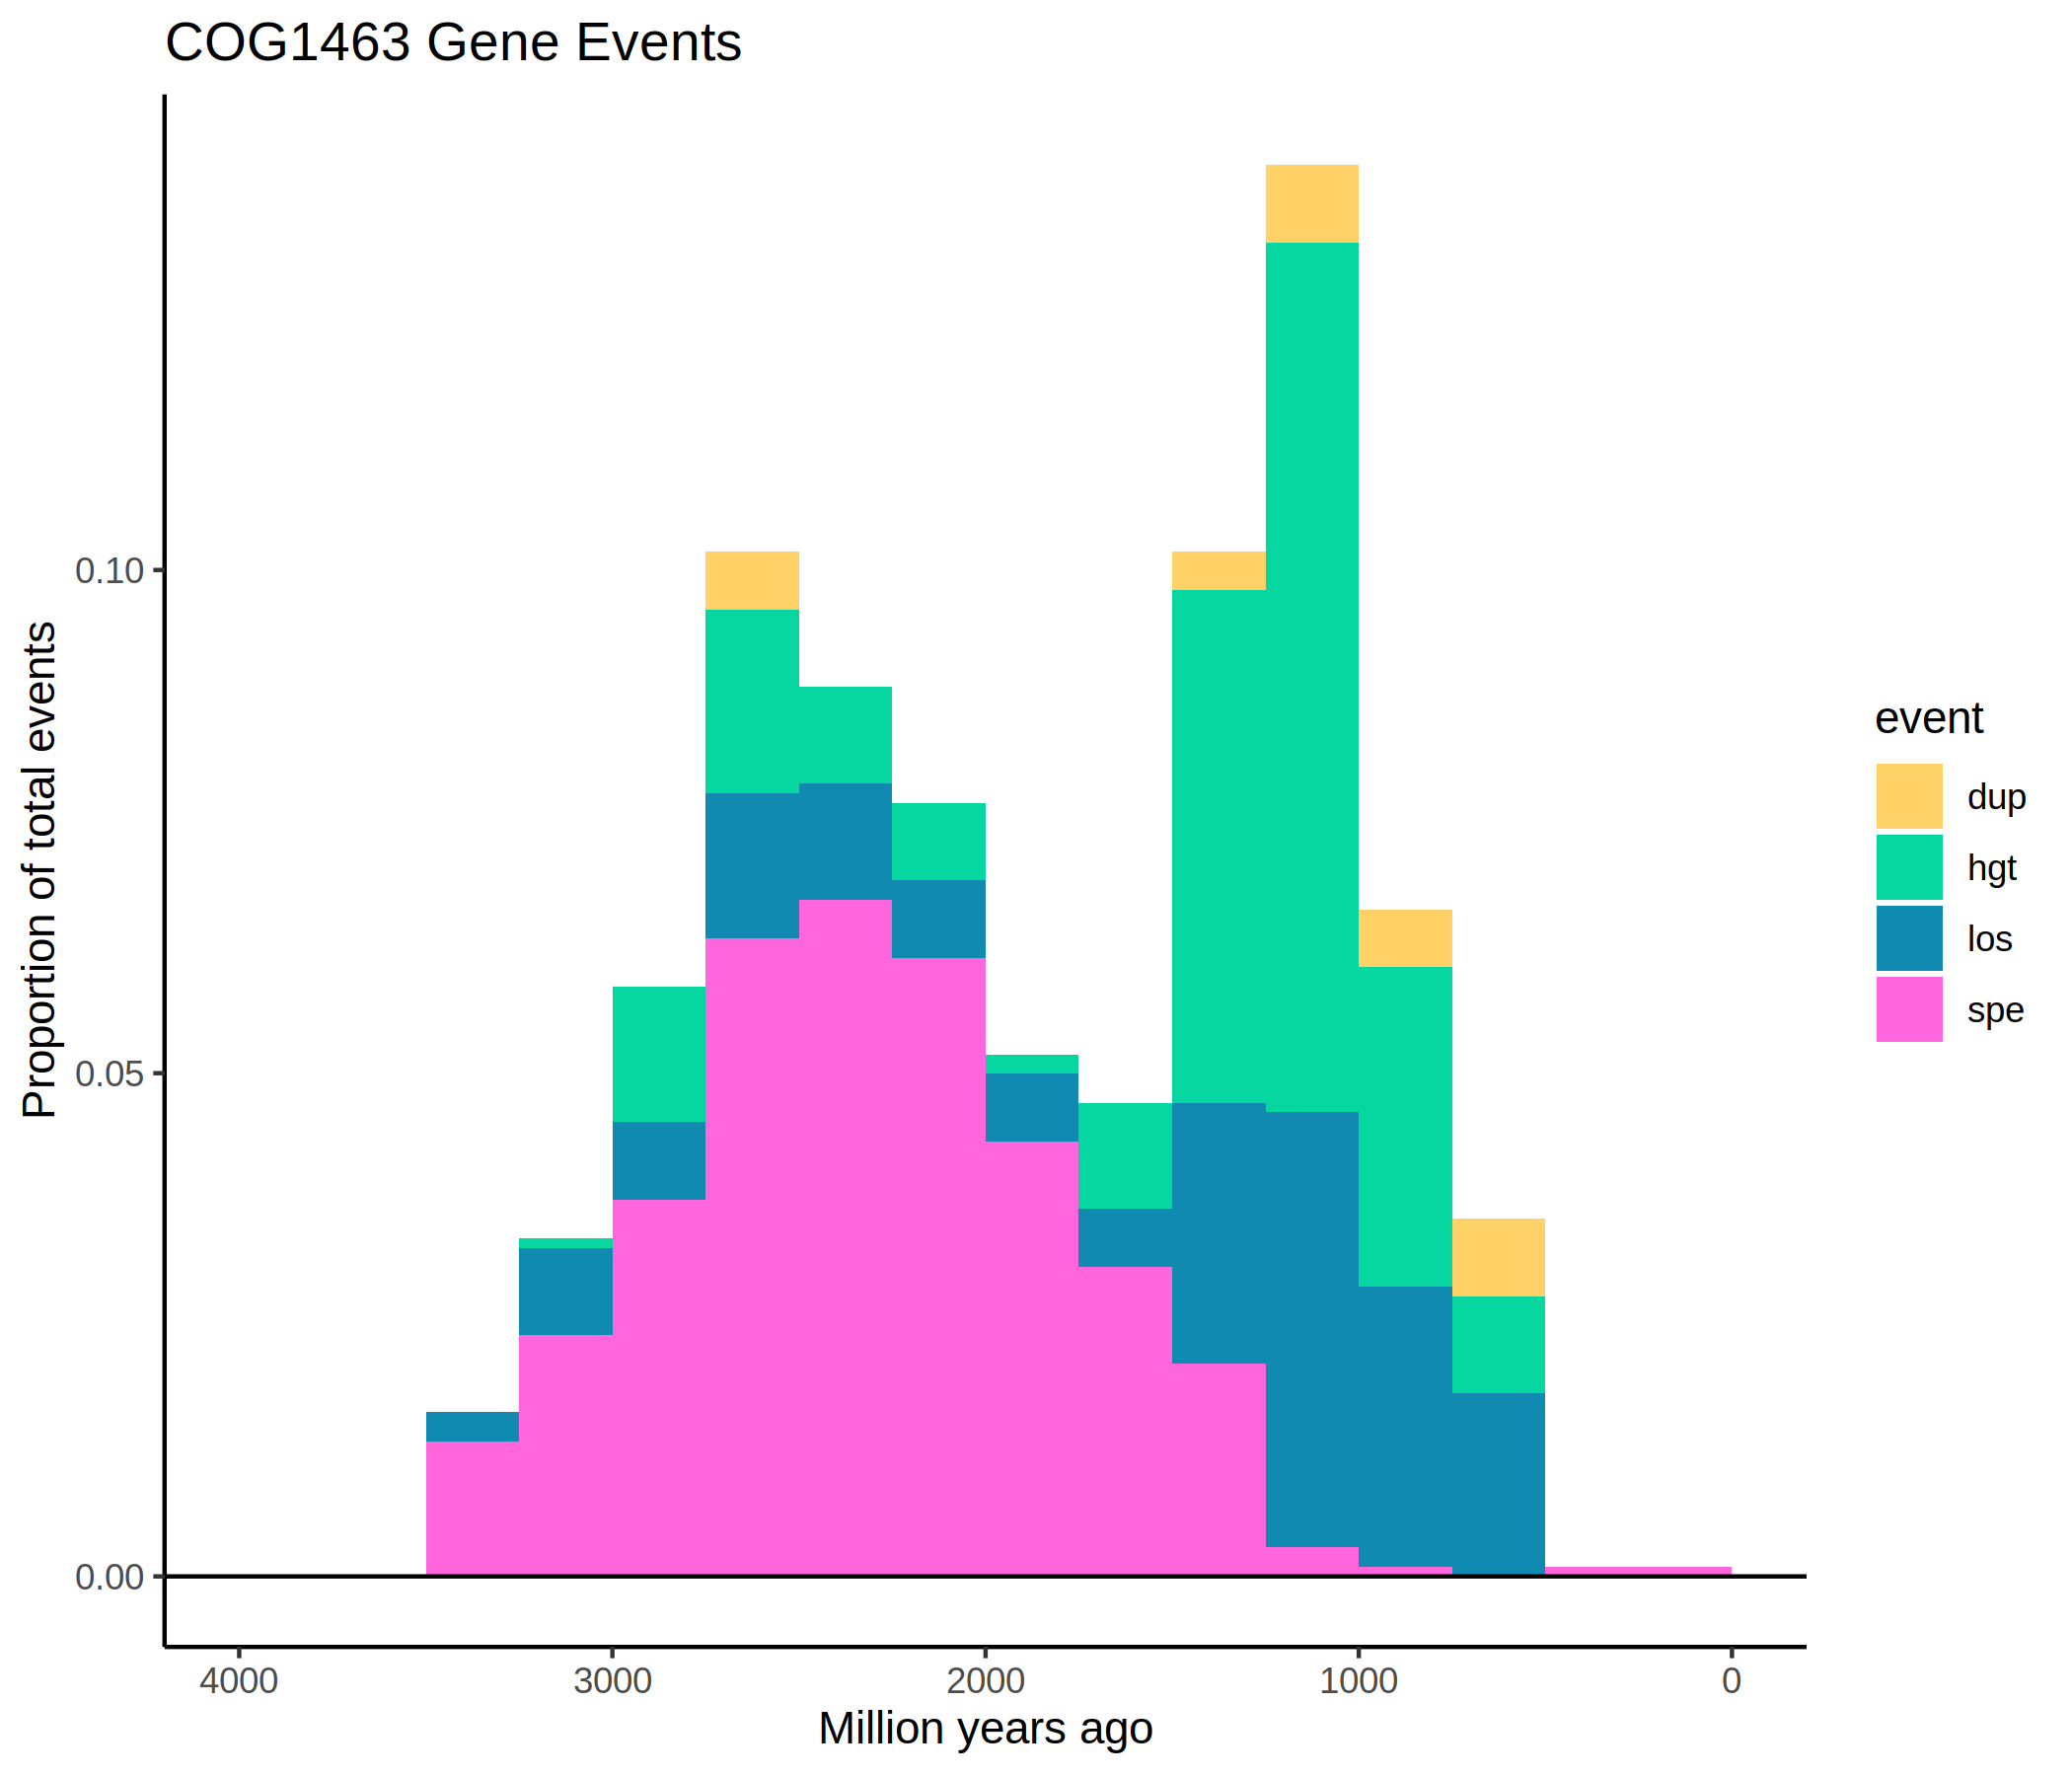 COG1463 Gene Events
0.10
0.05
0.00
Proportion of total events
4000 3000 2000 1000 0
Million years ago
event
dup
hgt
los
spe